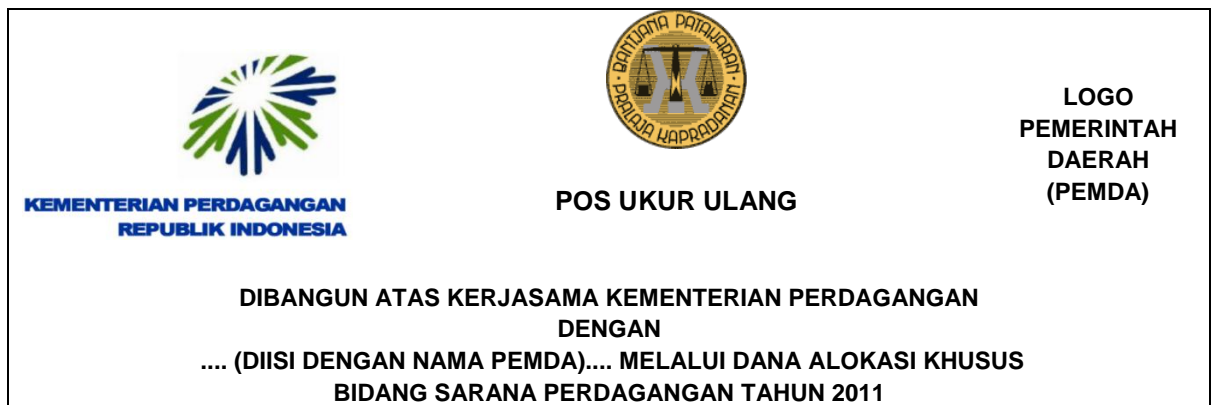 BANTJANA PATAKARAN
PRALAJA KAPRADANAN
LOGO
PEMERINTAH
DAERAH
(PEMDA)
KEMENTERIAN PERDAGANGAN
REPUBLIK INDONESIA
POS UKUR ULANG
DIBANGUN ATAS KERJASAMA KEMENTERIAN PERDAGANGAN
DENGAN
.... (DIISI DENGAN NAMA PEMDA).... MELALUI DANA ALOKASI KHUSUS
BIDANG SARANA PERDAGANGAN TAHUN 2011